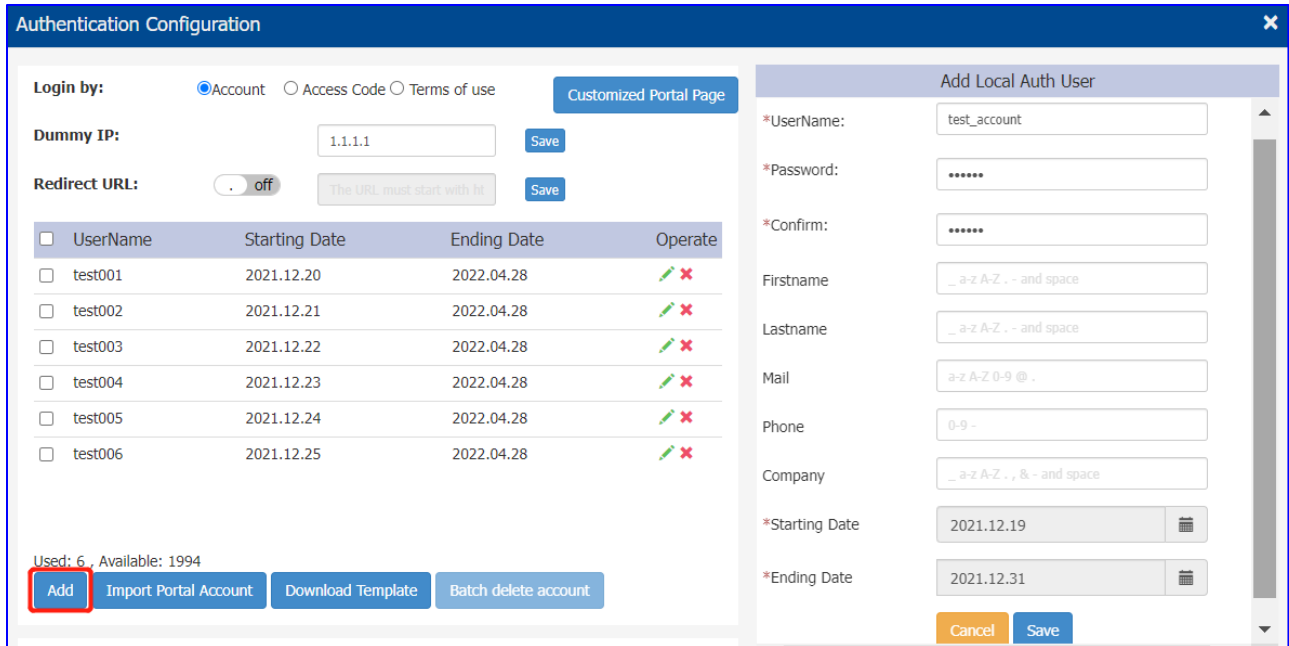 Authentication Configuration
Login by: Account Access Code Terms of use Customized Portal Page
Dummy IP: 1.1.1.1 Save
Redirect URL: . off The URL must start with ht Save
UserName Starting Date Ending Date Operate
test001 2021.12.20 2022.04.28
test002 2021.12.21 2022.04.28
test003 2021.12.22 2022.04.28
test004 2021.12.23 2022.04.28
test005 2021.12.24 2022.04.28
test006 2021.12.25 2022.04.28
Used: 6 , Available: 1994
Add Import Portal Account Download Template Batch delete account
Add Local Auth User
*UserName: test_account
*Password: ••••••
*Confirm: ••••••
Firstname _ a-z A-Z . - and space
Lastname _ a-z A-Z . - and space
Mail a-z A-Z 0-9 @ .
Phone 0-9 -
Company _ a-z A-Z . , & - and space
*Starting Date 2021.12.19
*Ending Date 2021.12.31
Cancel Save